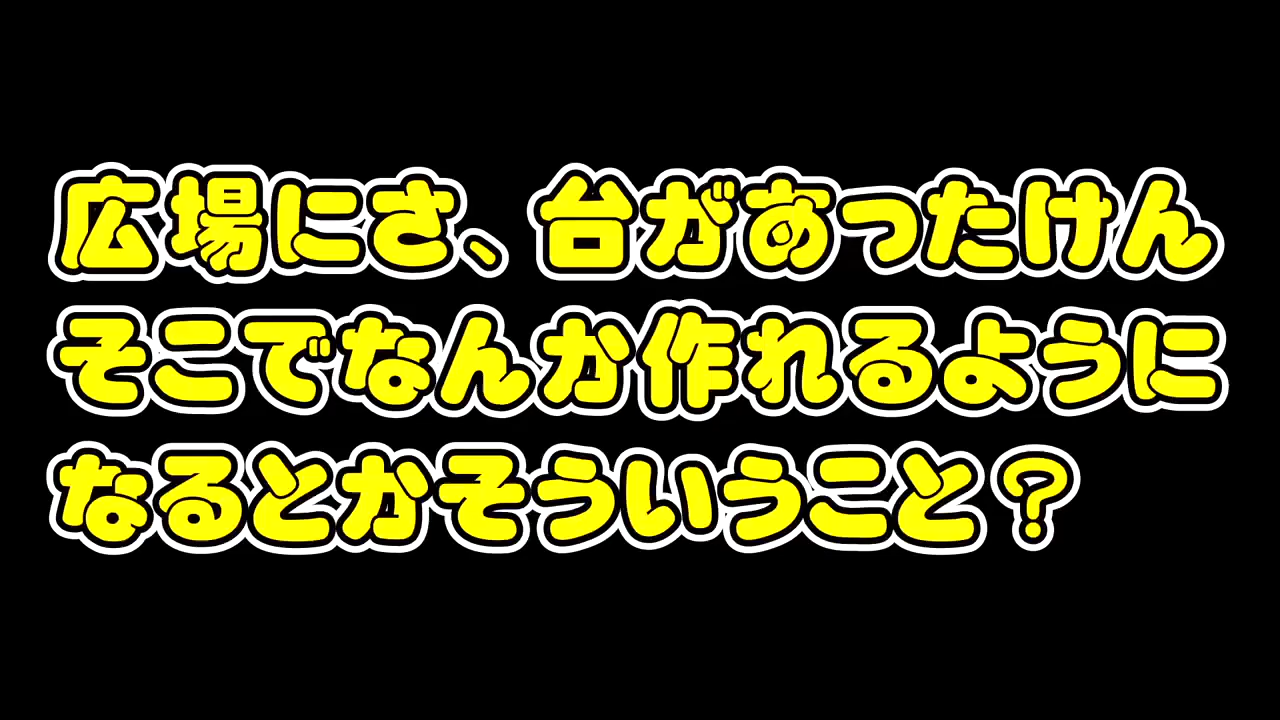 広場にさ、台があったけん
そこでなんか作れるように
なるとかそういうこと？